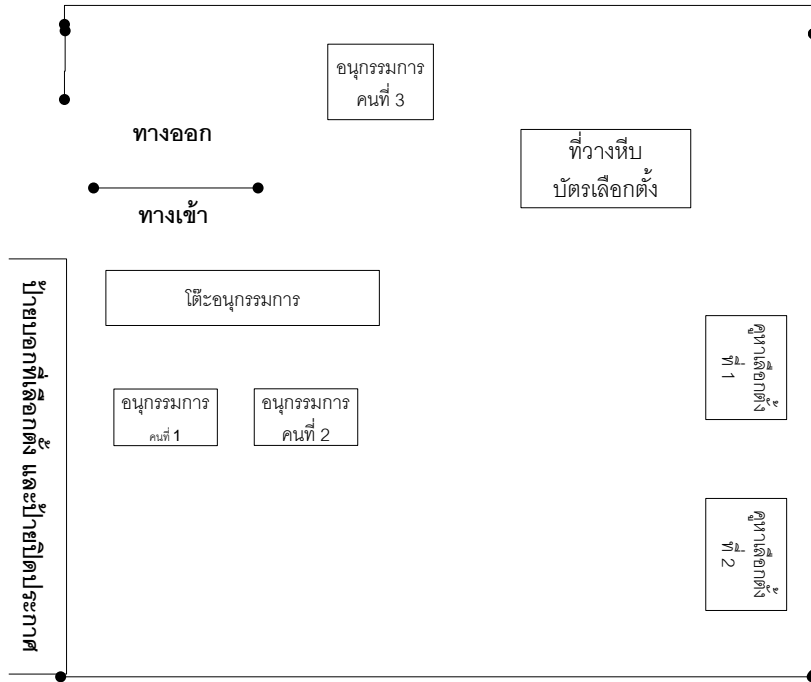 อนุกรรมการ
คนที่ 3
ทางออก
ที่วางหีบ
บัตรเลือกตั้ง
ทางเข้า
โต๊ะอนุกรรมการ
ป้ายบอกที่เลือกตั้ง และป้ายปิดประกาศ
คูหาเลือกตั้ง
ที่ 1
อนุกรรมการ
คนที่ 1
อนุกรรมการ
คนที่ 2
คูหาเลือกตั้ง
ที่ 2